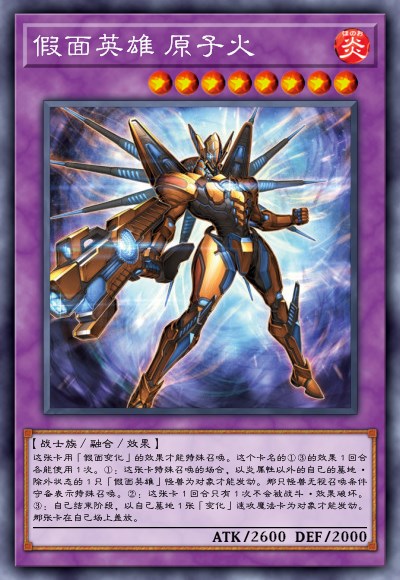 假面英雄 原子火
ほのお
炎
【战士族／融合／效果】
这张卡用「假面变化」的效果才能特殊召唤。这个卡名的①③的效果1回合
各能使用1次。①：这张卡特殊召唤的场合，以炎属性以外的自己的墓地·
除外状态的1只「假面英雄」怪兽为对象才能发动。那只怪兽无视召唤条件
守备表示特殊召唤。②：这张卡1回合只有1次不会被战斗·效果破坏。
③：自己结束阶段，以自己墓地1张「变化」速攻魔法卡为对象才能发动。
那张卡在自己场上盖放。
ATK/2600 DEF/2000